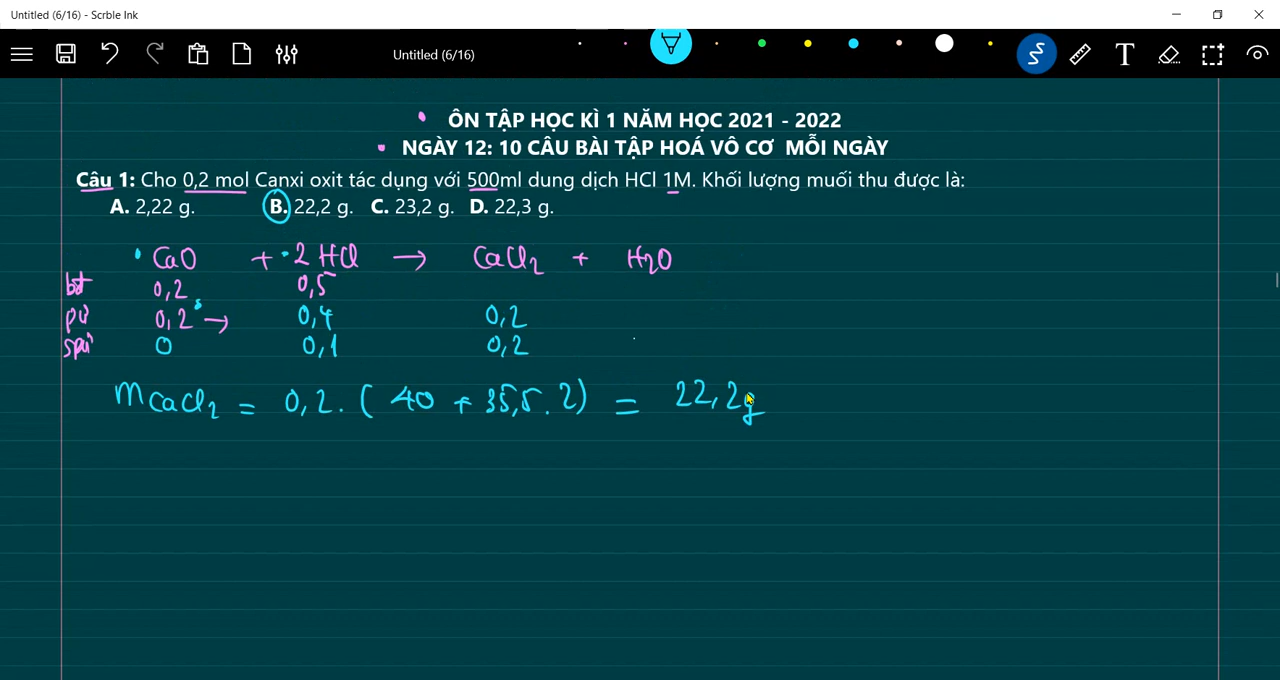 Untitled (6/16) - Scrble Ink
Untitled (6/16)
T
ÔN TẬP HỌC KÌ 1 NĂM HỌC 2021 - 2022
NGÀY 12: 10 CÂU BÀI TẬP HOÁ VÔ CƠ MỖI NGÀY
Câu 1: Cho 0,2 mol Canxi oxit tác dụng với 500ml dung dịch HCl 1M. Khối lượng muối thu được là:
A. 2,22 g. B. 22,2 g. C. 23,2 g. D. 22,3 g.
CaO + 2 HCl → CaCl2 + H2O
bđ 0,2 0,5
pứ 0,2 → 0,4 0,2
spứ 0 0,1 0,2
mCaCl2 = 0,2. ( 40 + 35,5. 2) = 22,2g